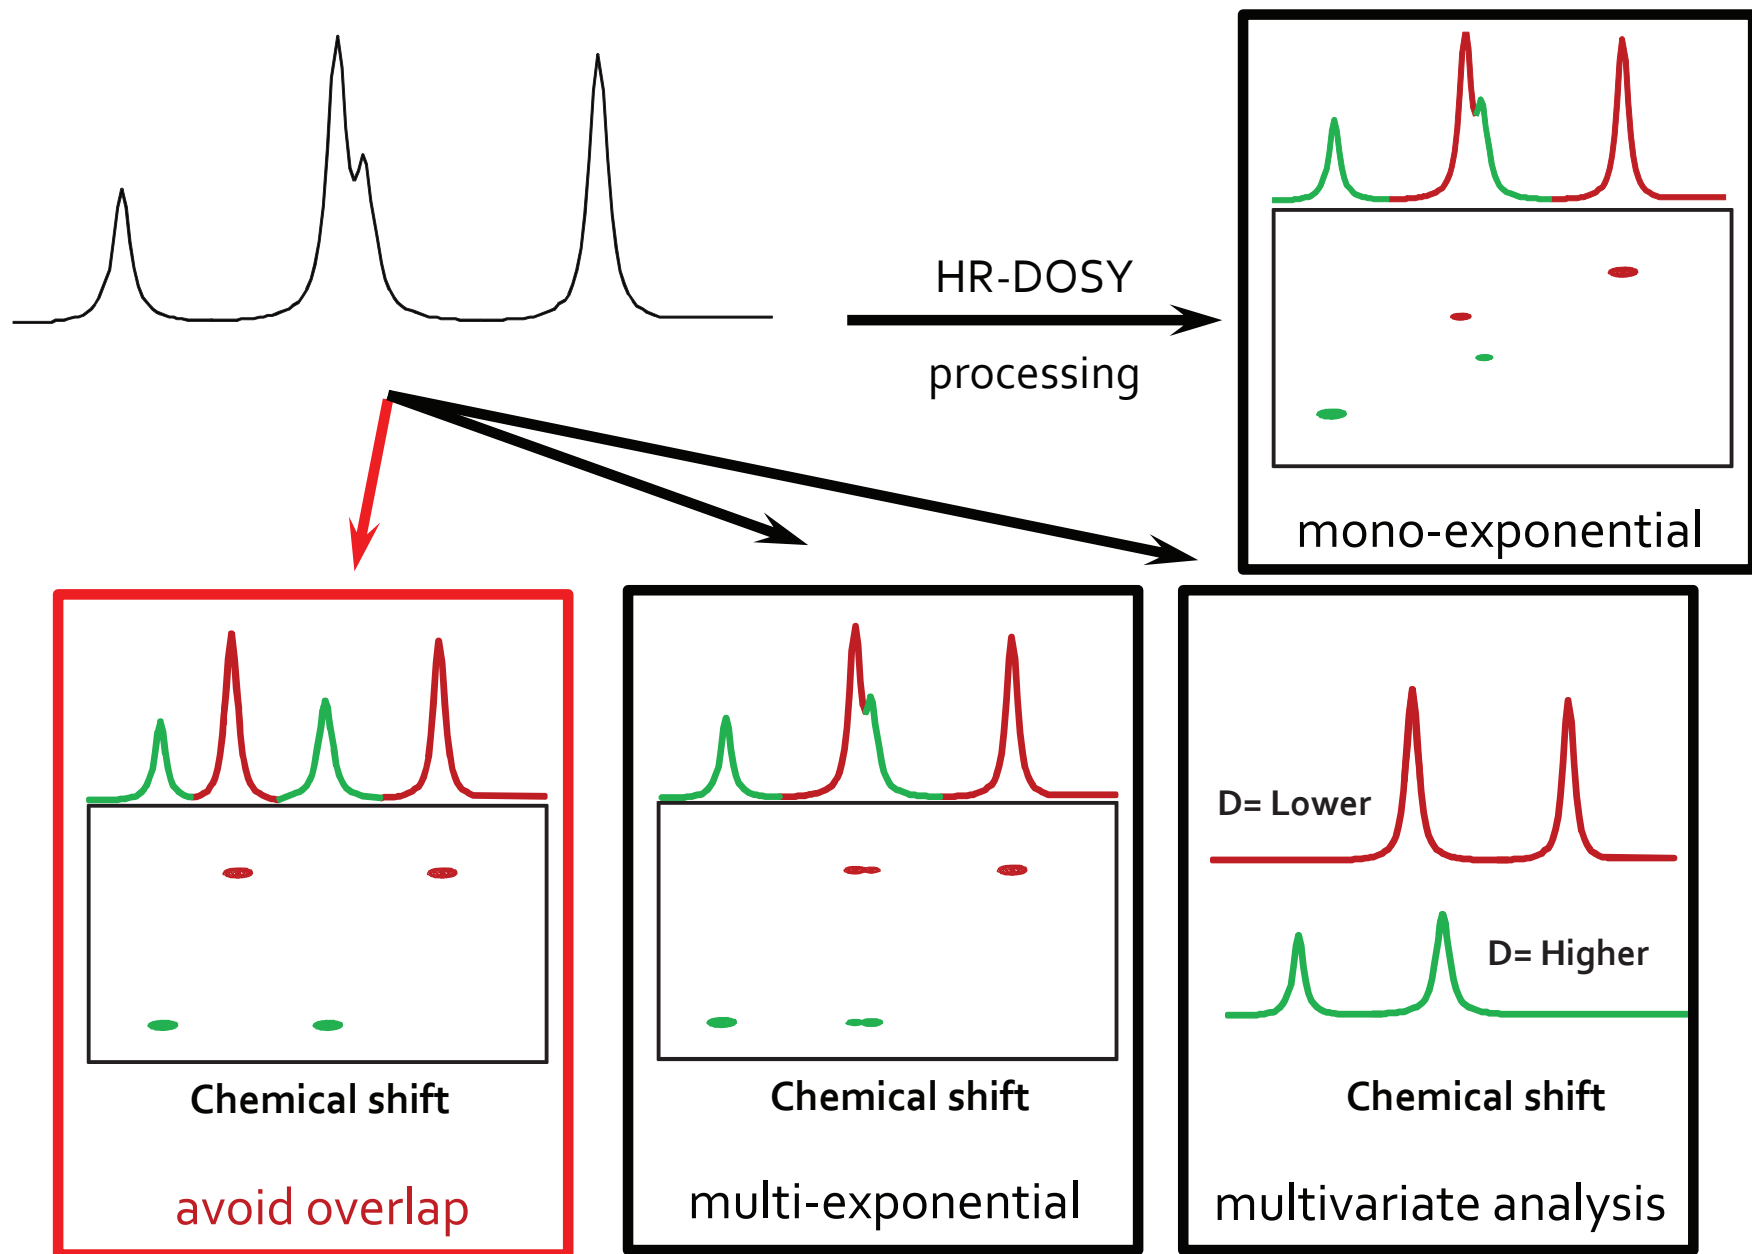 HR-DOSY
processing
mono-exponential
D= Lower
D= Higher
Chemical shift
Chemical shift
Chemical shift
avoid overlap
multi-exponential
multivariate analysis